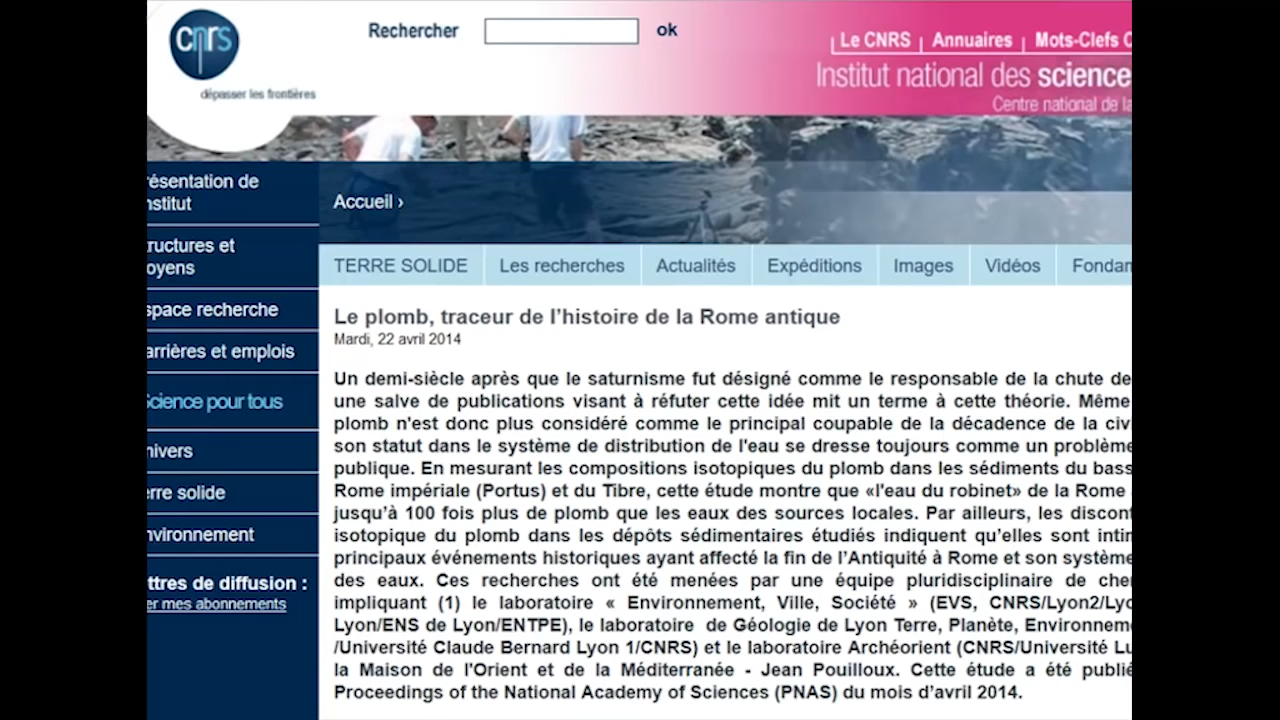 cnrs
dépasser les frontières
Rechercher ok
Le CNRS | Annuaires | Mots-Clefs C
Institut national des science
Centre national de la
résentation de
nstitut
tructures et
oyens
space recherche
arrières et emplois
Science pour tous
nivers
erre solide
nvironnement
ttres de diffusion :
er mes abonnements
Accueil ›
TERRE SOLIDE Les recherches Actualités Expéditions Images Vidéos Fondam
Le plomb, traceur de l'histoire de la Rome antique
Mardi, 22 avril 2014
Un demi-siècle après que le saturnisme fut désigné comme le responsable de la chute de
une salve de publications visant à réfuter cette idée mit un terme à cette théorie. Même
plomb n'est donc plus considéré comme le principal coupable de la décadence de la civ
son statut dans le système de distribution de l'eau se dresse toujours comme un problème
publique. En mesurant les compositions isotopiques du plomb dans les sédiments du bass
Rome impériale (Portus) et du Tibre, cette étude montre que «l'eau du robinet» de la Rome
jusqu'à 100 fois plus de plomb que les eaux des sources locales. Par ailleurs, les discont
isotopique du plomb dans les dépôts sédimentaires étudiés indiquent qu'elles sont intin
principaux événements historiques ayant affecté la fin de l'Antiquité à Rome et son système
des eaux. Ces recherches ont été menées par une équipe pluridisciplinaire de cher
impliquant (1) le laboratoire « Environnement, Ville, Société » (EVS, CNRS/Lyon2/Lyo
Lyon/ENS de Lyon/ENTPE), le laboratoire de Géologie de Lyon Terre, Planète, Environneme
/Université Claude Bernard Lyon 1/CNRS) et le laboratoire Archéorient (CNRS/Université Lu
la Maison de l'Orient et de la Méditerranée - Jean Pouilloux. Cette étude a été publié
Proceedings of the National Academy of Sciences (PNAS) du mois d'avril 2014.